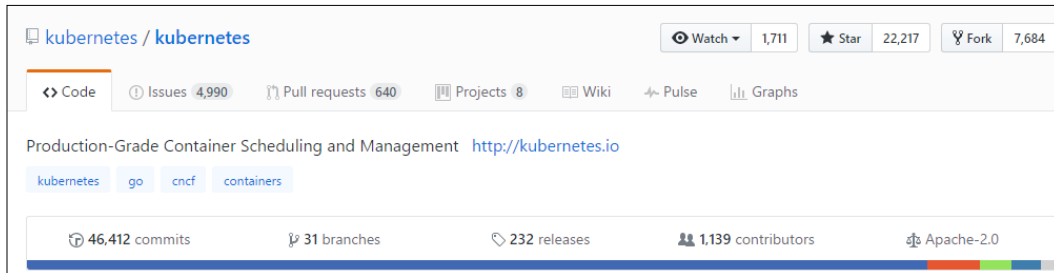 kubernetes / kubernetes Watch 1,711 Star 22,217 Fork 7,684
Code Issues 4,990 Pull requests 640 Projects 8 Wiki Pulse Graphs
Production-Grade Container Scheduling and Management http://kubernetes.io
kubernetes go cncf containers
46,412 commits 31 branches 232 releases 1,139 contributors Apache-2.0